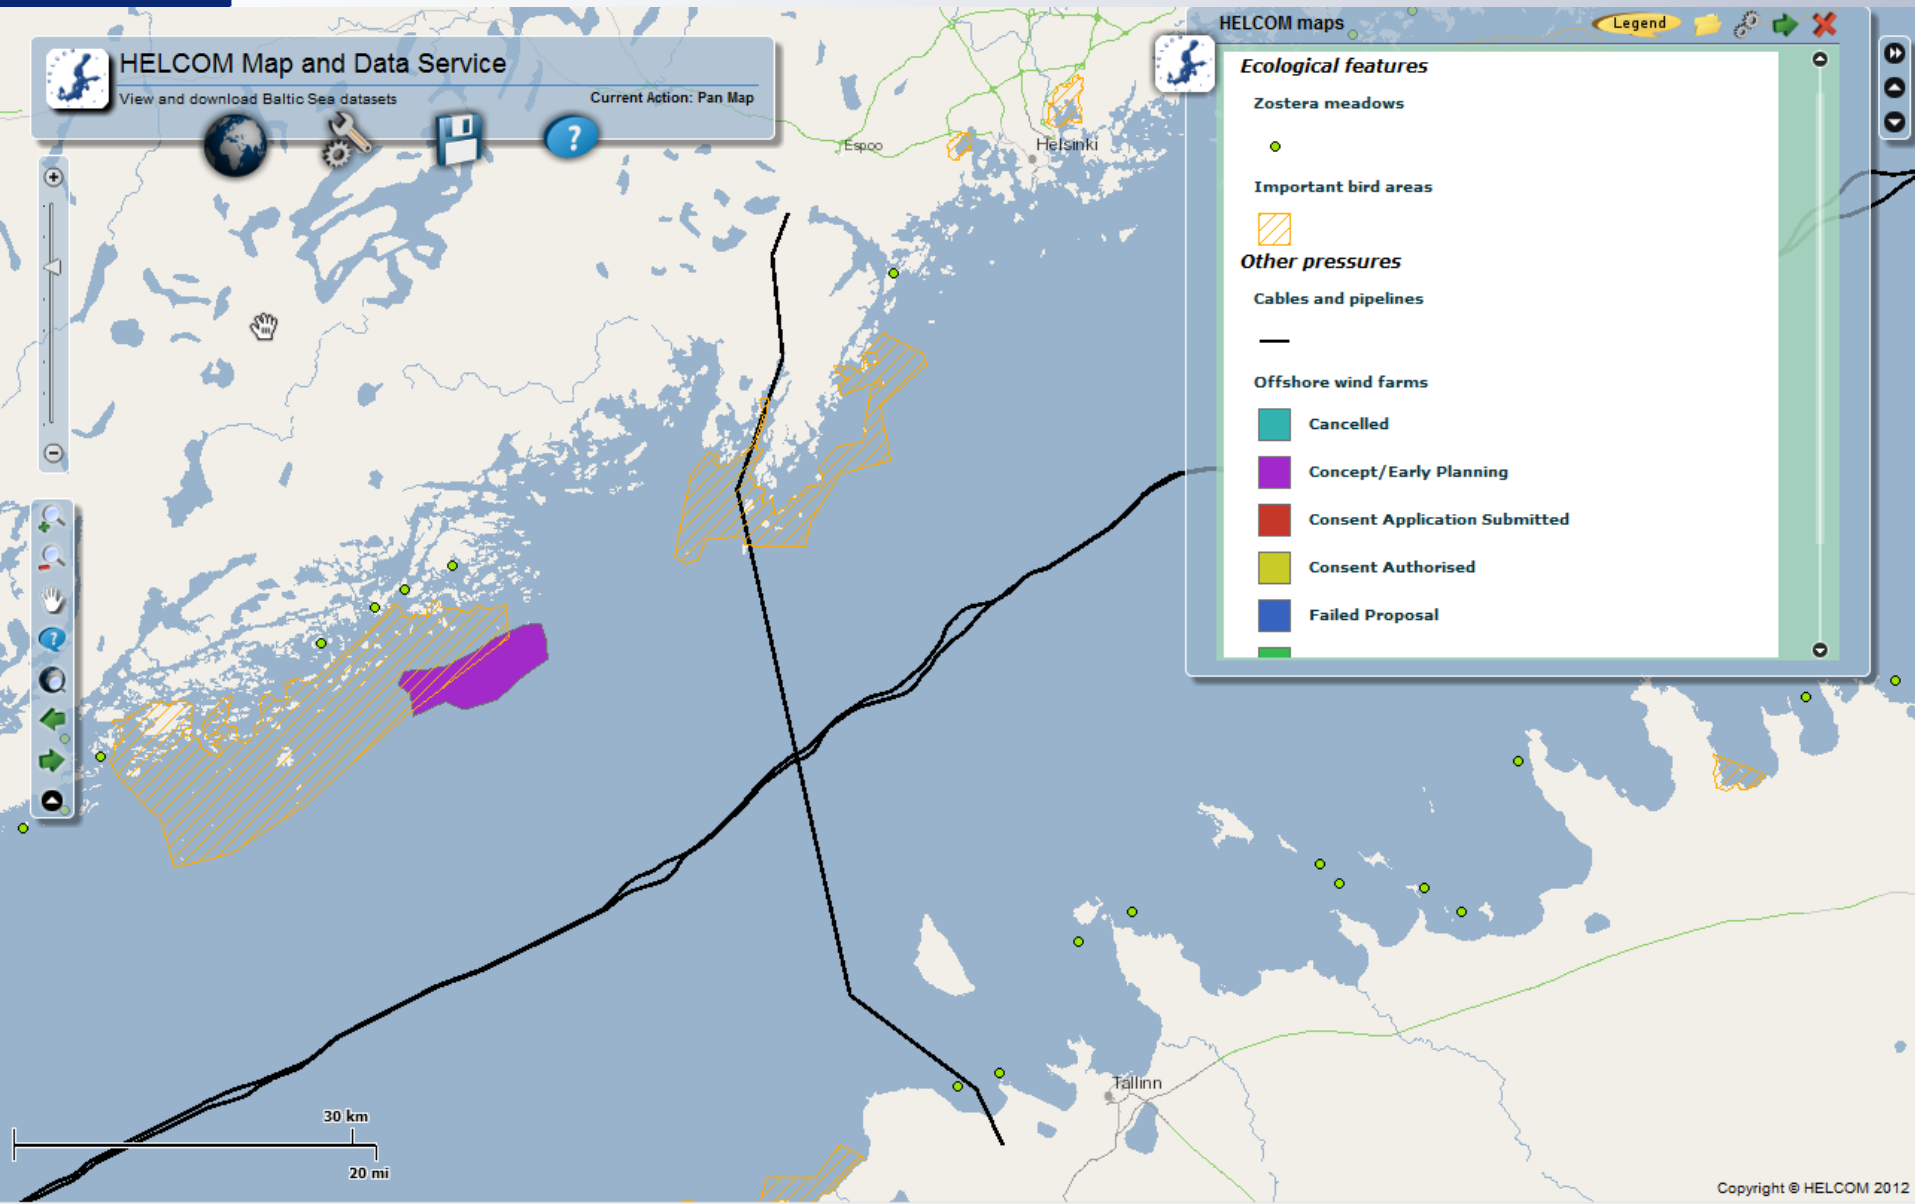 HELCOM Map and Data Service
View and download Baltic Sea datasets
Current Action: Pan Map
HELCOM maps
Legend
Ecological features
Zostera meadows
Important bird areas
Other pressures
Cables and pipelines
Offshore wind farms
Cancelled
Concept/Early Planning
Consent Application Submitted
Consent Authorised
Failed Proposal
Espoo
Helsinki
Tallinn
30 km
20 mi
Copyright © HELCOM 2012